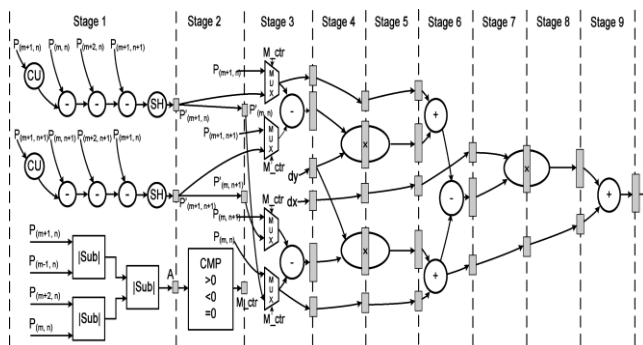 Stage 1 Stage 2 Stage 3 Stage 4 Stage 5 Stage 6 Stage 7 Stage 8 Stage 9
P(m+1, n) P(m, n) P(m+2, n) P(m+1, n+1)
CU - - - SH
P'(m+1, n)
P(m+1, n+1) P(m, n+1) P(m+2, n+1) P(m+1, n)
CU - - - SH
P'(m+1, n+1)
P(m+1, n)
P(m-1, n)
P(m+2, n)
P(m, n)
|Sub|
|Sub|
|Sub|
A
CMP
>0
<0
=0
M_ctr
M_ctr
P(m+1, n)
MUX
P'(m, n)
P(m+1, n+1)
MUX
M_ctr
-
P'(m, n+1)
dy
dx
M_ctr
P(m, n+1)
MUX
P(m, n)
MUX
M_ctr
-
x
x
+
-
+
x
+